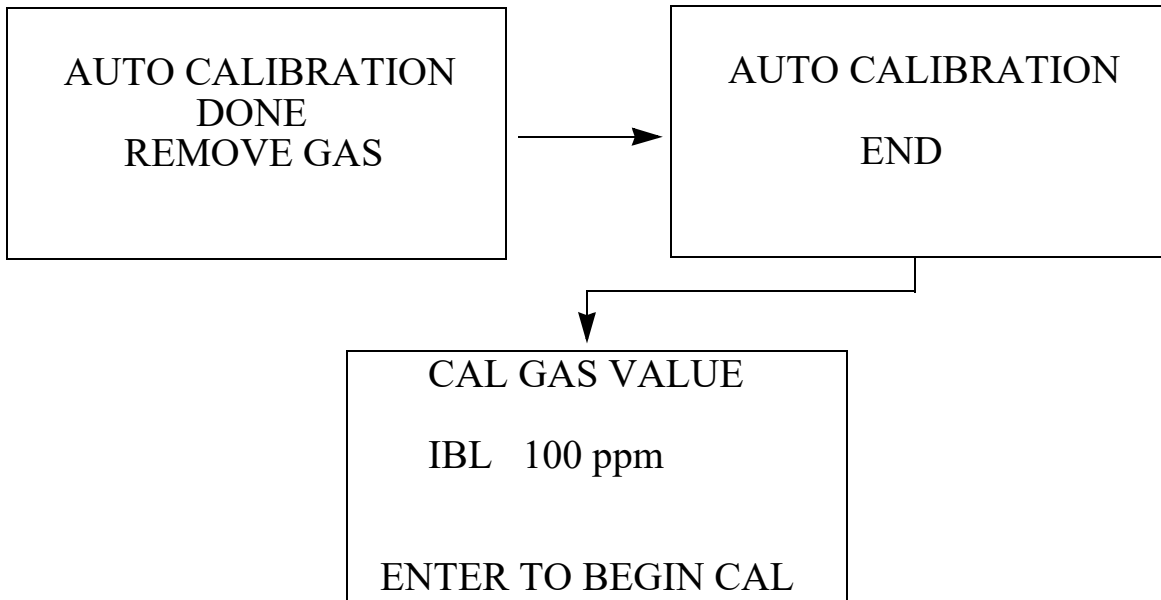 AUTO CALIBRATION
DONE
REMOVE GAS
AUTO CALIBRATION
END
CAL GAS VALUE
IBL 100 ppm
ENTER TO BEGIN CAL